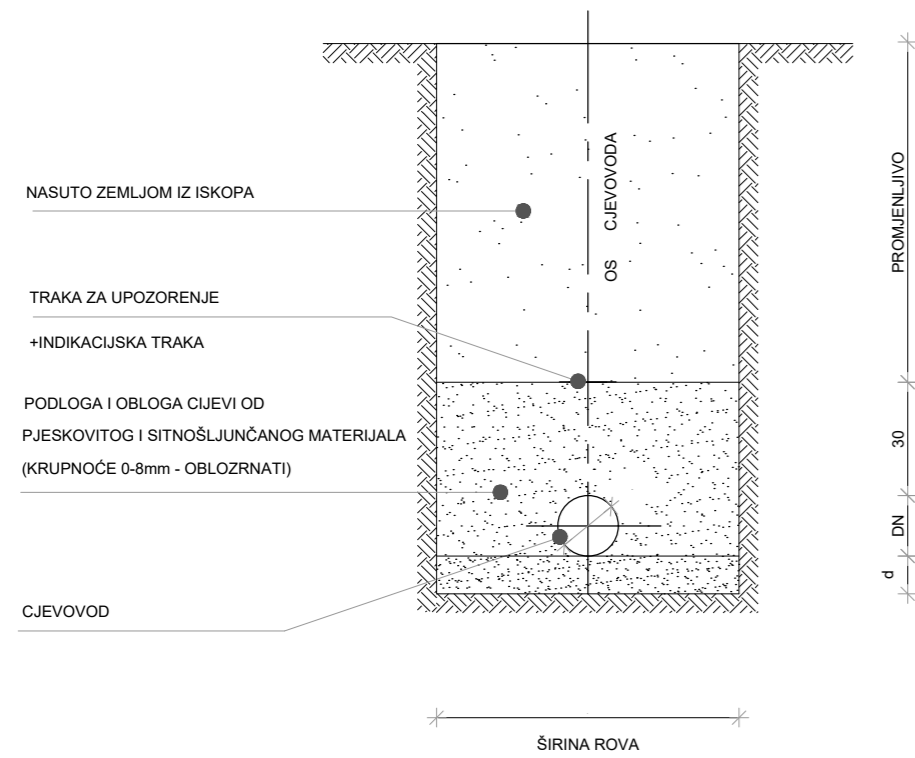 NASUTO ZEMLJOM IZ ISKOPA
TRAKA ZA UPOZORENJE
+INDIKACIJSKA TRAKA
PODLOGA I OBLOGA CIJEVI OD
PJESKOVITOG I SITNOŠLJUNČANOG MATERIJALA
(KRUPNOĆE 0-8mm - OBLOZRNATI)
CJEVOVOD
OS CJEVOVODA
PROMJENLJIVO
30
DN
d
ŠIRINA ROVA